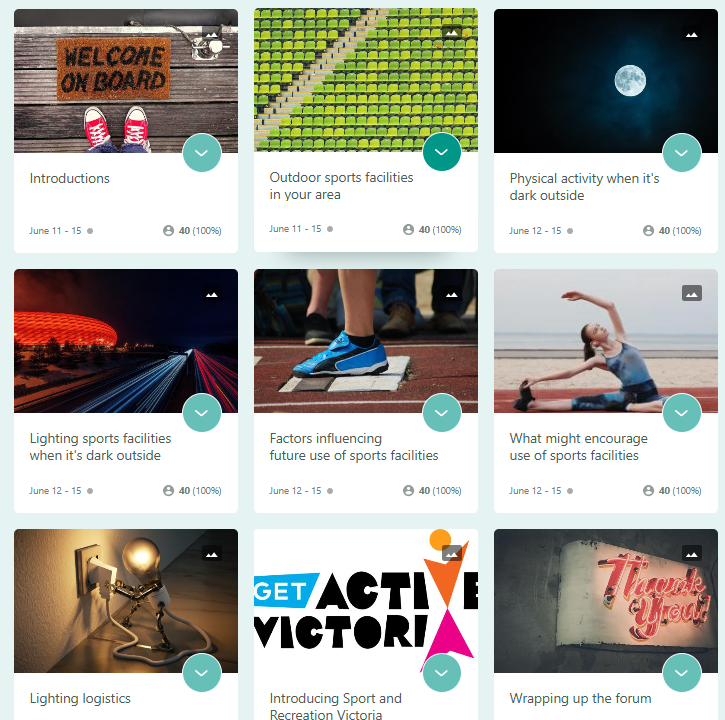 WELCOME
ON BOARD
Introductions
June 11 - 15
40 (100%)
Outdoor sports facilities
in your area
June 11 - 15
40 (100%)
Physical activity when it's
dark outside
June 12 - 15
40 (100%)
Lighting sports facilities
when it's dark outside
June 12 - 15
40 (100%)
Factors influencing
future use of sports facilities
June 12 - 15
40 (100%)
What might encourage
use of sports facilities
June 12 - 15
40 (100%)
Lighting logistics
GET ACTIVE
VICTORIA
Introducing Sport and
Recreation Victoria
Thank
You!
Wrapping up the forum